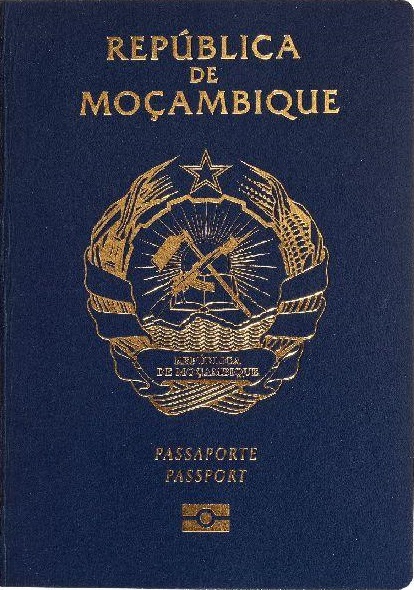 REPÚBLICA
DE
MOÇAMBIQUE
REPÚBLICA
DE MOÇAMBIQUE
PASSAPORTE
PASSPORT